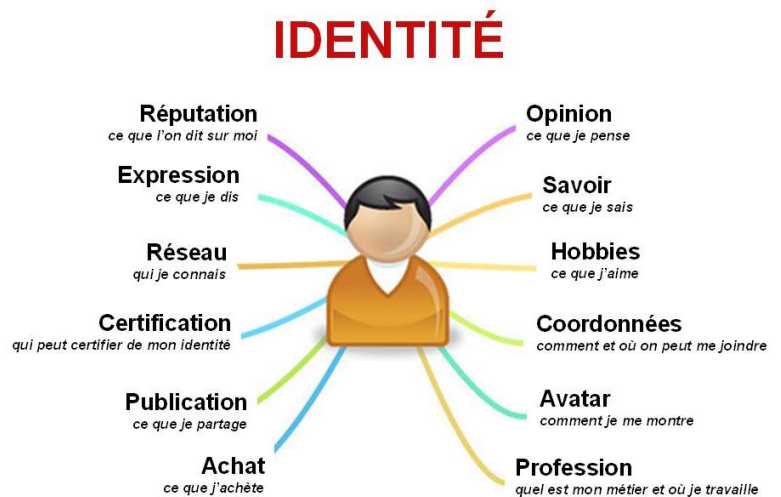 IDENTITÉ
Réputation
ce que l'on dit sur moi
Expression
ce que je dis
Réseau
qui je connais
Certification
qui peut certifier de mon identité
Publication
ce que je partage
Achat
ce que j'achète
Opinion
ce que je pense
Savoir
ce que je sais
Hobbies
ce que j'aime
Coordonnées
comment et où on peut me joindre
Avatar
comment je me montre
Profession
quel est mon métier et où je travaille